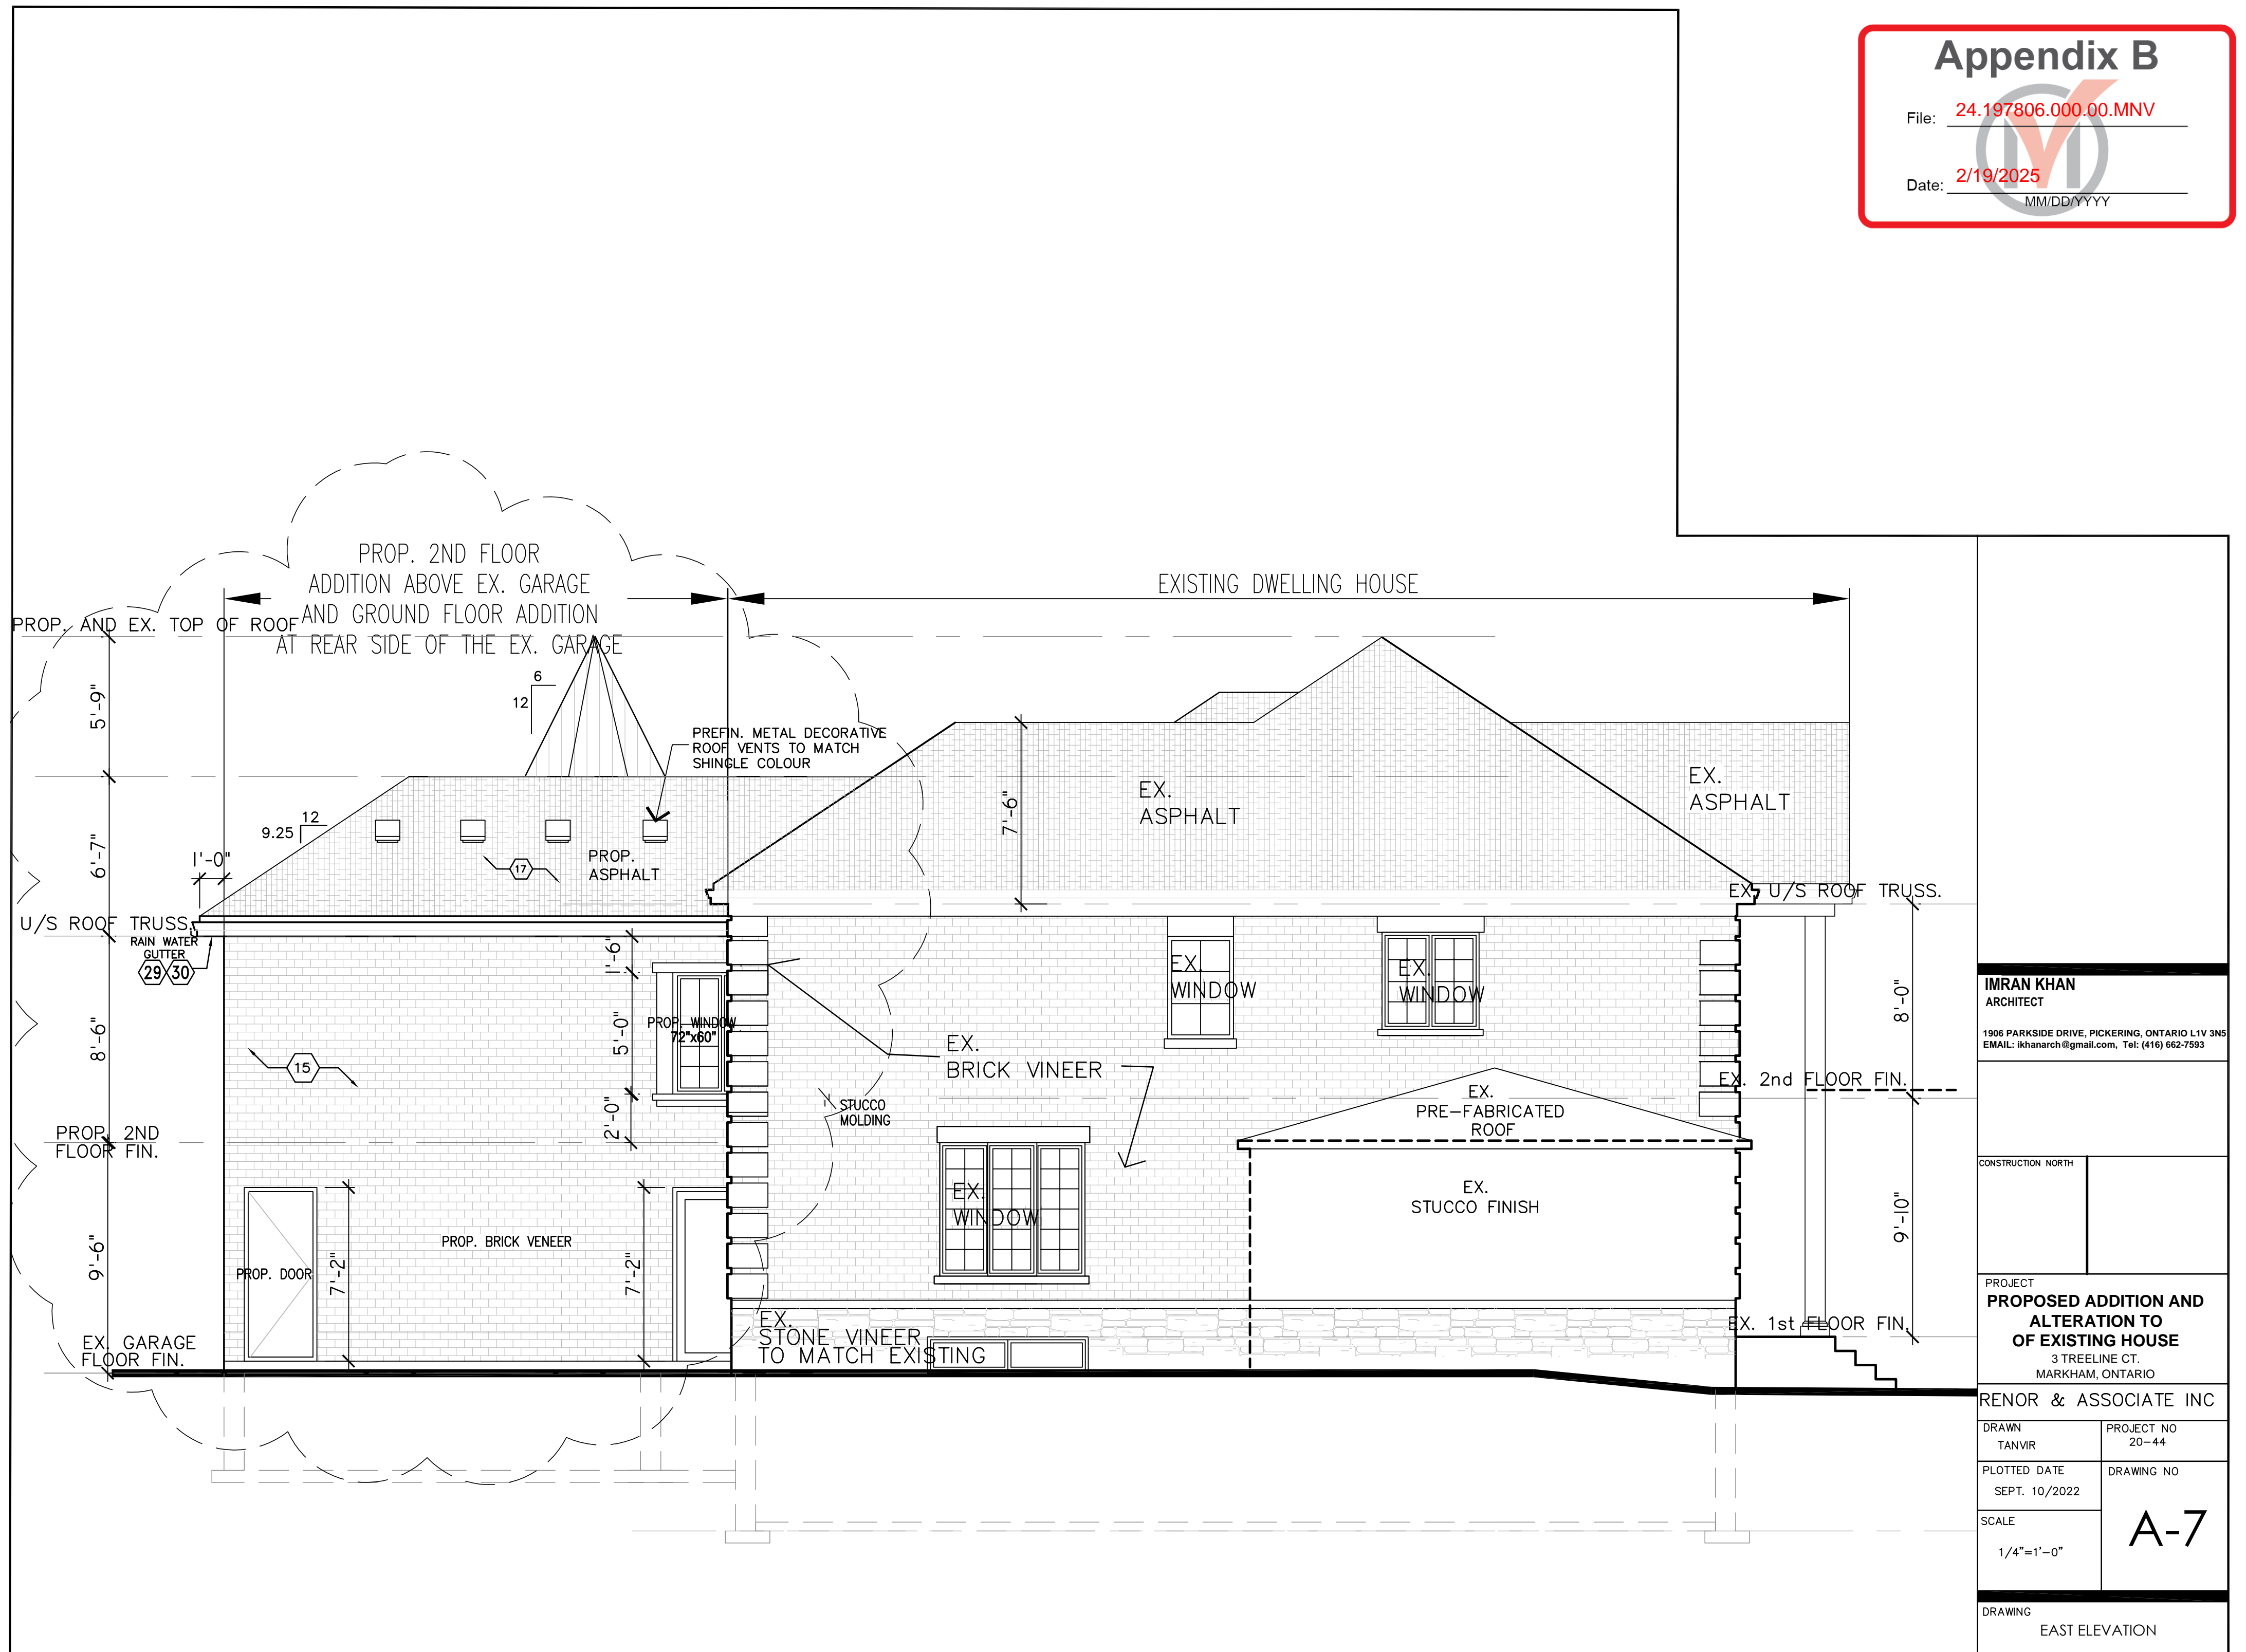 Appendix B
File: 24.197806.000.00.MNV
Date: 2/19/2025
MM/DD/YYYY
PROP. 2ND FLOOR
ADDITION ABOVE EX. GARAGE
AND GROUND FLOOR ADDITION
AT REAR SIDE OF THE EX. GARAGE
EXISTING DWELLING HOUSE
PROP. AND EX. TOP OF ROOF
5'-9"
6
12
PREFIN. METAL DECORATIVE
ROOF VENTS TO MATCH
SHINGLE COLOUR
12
9.25
6'-7"
1'-0"
17
PROP.
ASPHALT
7'-6"
EX.
ASPHALT
EX.
ASPHALT
U/S ROOF TRUSS.
RAIN WATER
GUTTER
29 30
EX. U/S ROOF TRUSS.
1'-6"
5'-0"
2'-0"
PROP. WINDOW
72"x60"
8'-6"
15
EX.
WINDOW
EX.
WINDOW
EX.
BRICK VINEER
8'-0"
EX. 2nd FLOOR FIN.
STUCCO
MOLDING
EX.
PRE-FABRICATED
ROOF
PROP. 2ND
FLOOR FIN.
EX.
WINDOW
EX.
STUCCO FINISH
9'-10"
9'-6"
PROP. DOOR
7'-2"
PROP. BRICK VENEER
7'-2"
EX. GARAGE
FLOOR FIN.
EX.
STONE VINEER
TO MATCH EXISTING
EX. 1st FLOOR FIN.
IMRAN KHAN
ARCHITECT
1906 PARKSIDE DRIVE, PICKERING, ONTARIO L1V 3N5
EMAIL: ikhanarch@gmail.com, Tel: (416) 662-7593
CONSTRUCTION NORTH
PROJECT
PROPOSED ADDITION AND
ALTERATION TO
OF EXISTING HOUSE
3 TREELINE CT.
MARKHAM, ONTARIO
RENOR & ASSOCIATE INC
DRAWN
TANVIR
PROJECT NO
20-44
PLOTTED DATE
SEPT. 10/2022
DRAWING NO
A-7
SCALE
1/4"=1'-0"
DRAWING
EAST ELEVATION